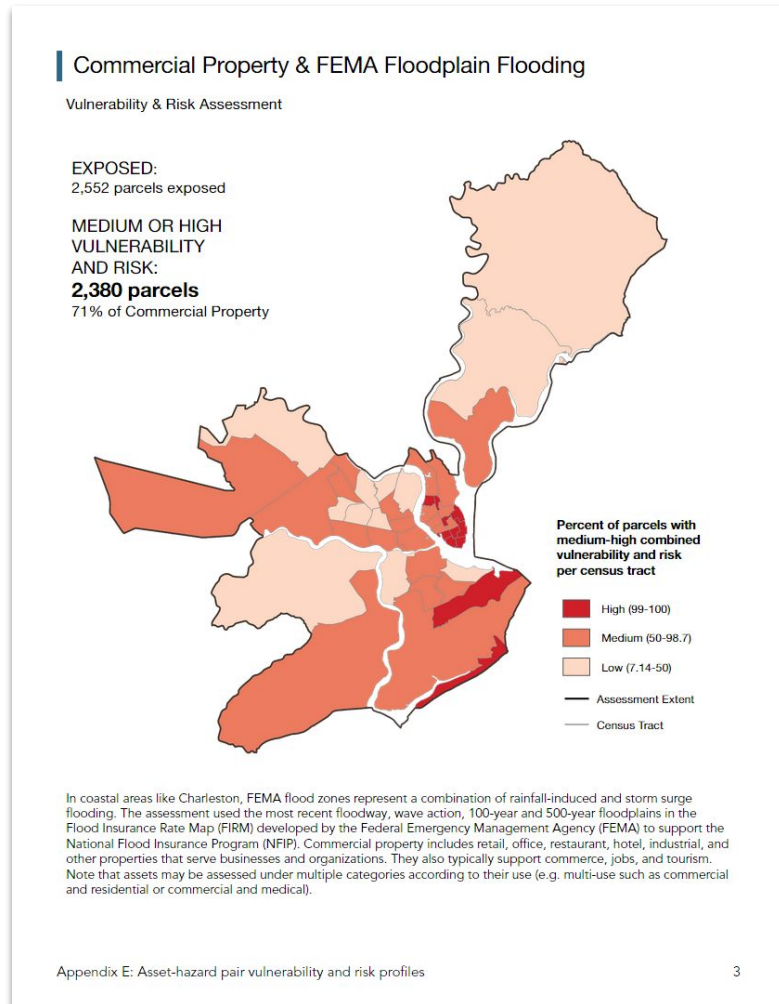 Commercial Property & FEMA Floodplain Flooding
Vulnerability & Risk Assessment
EXPOSED:
2,552 parcels exposed
MEDIUM OR HIGH
VULNERABILITY
AND RISK:
2,380 parcels
71% of Commercial Property
Percent of parcels with
medium-high combined
vulnerability and risk
per census tract
High (99-100)
Medium (50-98.7)
Low (7.14-50)
Assessment Extent
Census Tract
In coastal areas like Charleston, FEMA flood zones represent a combination of rainfall-induced and storm surge
flooding. The assessment used the most recent floodway, wave action, 100-year and 500-year floodplains in the
Flood Insurance Rate Map (FIRM) developed by the Federal Emergency Management Agency (FEMA) to support the
National Flood Insurance Program (NFIP). Commercial property includes retail, office, restaurant, hotel, industrial, and
other properties that serve businesses and organizations. They also typically support commerce, jobs, and tourism.
Note that assets may be assessed under multiple categories according to their use (e.g. multi-use such as commercial
and residential or commercial and medical).
Appendix E: Asset-hazard pair vulnerability and risk profiles
3